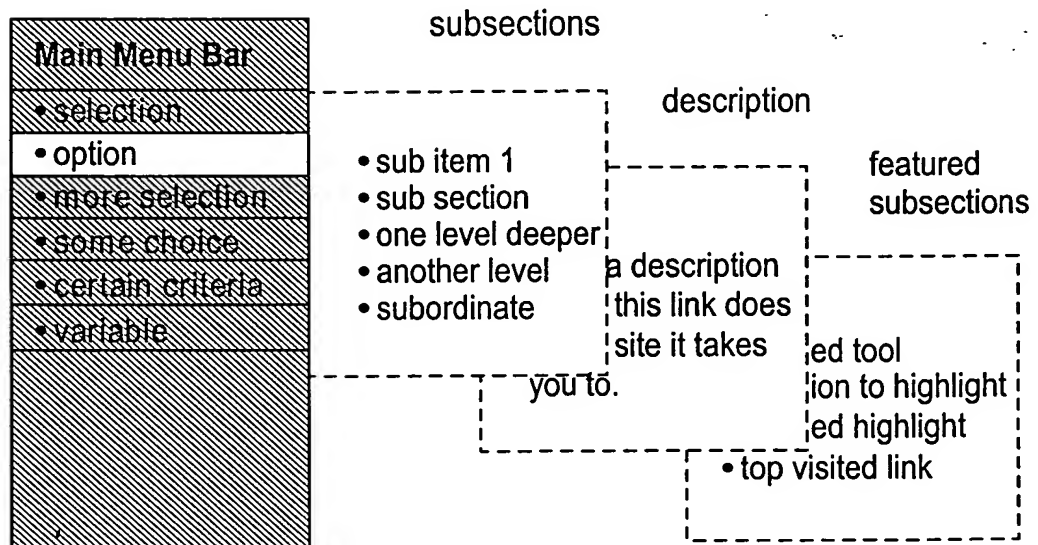 subsections
Main Menu Bar
• selection
• option
• more selection
• some choice
• certain criteria
• variable
• sub item 1
• sub section
• one level deeper
• another level
• subordinate
description
a description
this link does
site it takes
you to.
featured
subsections
ed tool
ion to highlight
ed highlight
• top visited link